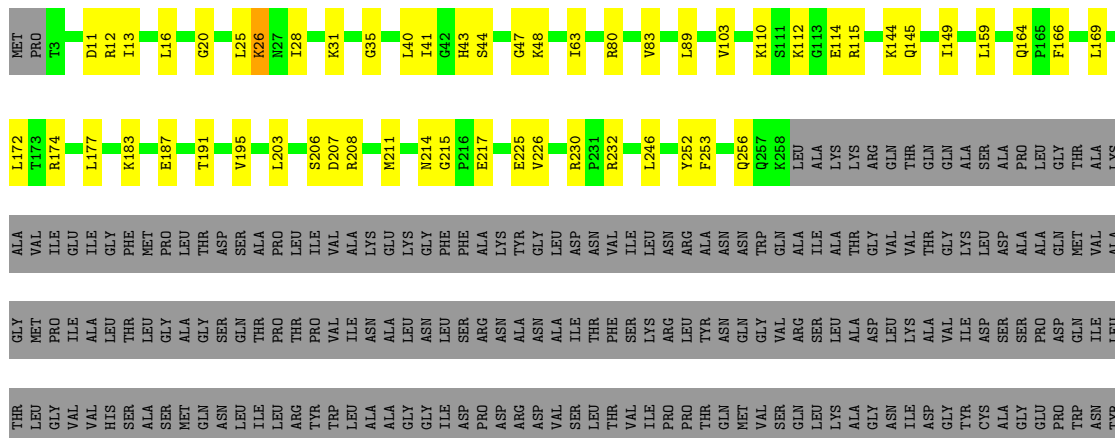 MET PRO T3 D11 R12 I13 L16 G20 L25 K26 N27 I28 K31 G35 L40 I41 G42 H43 S44 G47 K48 I63 R80 V83 L89 V103 K110 S111 K112 G113 E114 R115 K144 Q145 I149 L159 Q164 F165 F166 L169
L172 T173 R174 L177 K183 E187 T191 V195 L203 S206 D207 R208 M211 N214 G215 P216 E217 E225 V226 R230 P231 R232 L246 Y252 F253 Q256 Q257 K258 LEU ALA LYS LYS ARG GLN THR GLN GLN ALA SER ALA PRO LEU GLY THR ALA LYS
ALA VAL ILE GLU ILE GLY PHE MET PRO LEU THR ASP SER ALA PRO LEU ILE VAL ALA LYS GLU LYS GLY PHE PHE ALA LYS TYR GLY LEU ASP ASN VAL ILE LEU ASN ARG ALA ASN ASN TRP GLN ALA ILE ALA THR GLY VAL VAL THR GLY LYS LEU ASP ALA ALA GLN MET VAL ALA
GLY MET PRO ILE ALA LEU THR LEU GLY ALA GLY SER GLN THR PRO THR PRO VAL ILE ASN ALA LEU ASN LEU SER ARG ASN ALA ASN ALA ILE THR PHE SER LYS PRO ARG LEU TYR ASN GLN GLY VAL ARG SER LEU ALA ASP LEU LYS ALA VAL ILE ASP SER SER PRO ASP GLN ILE LEU
THR LEU GLY VAL VAL HIS SER ALA SER MET GLN ASN LEU ILE LEU ARG TYR TRP LEU ALA ALA GLY GLY ILE ASP PRO ASP ARG ASP VAL SER LEU THR VAL ILE PRO PRO THR GLN MET VAL SER GLN LEU LYS ALA GLY ASN ILE ASP GLY TYR CYS ALA GLY GLU PRO TRP ASN TYR